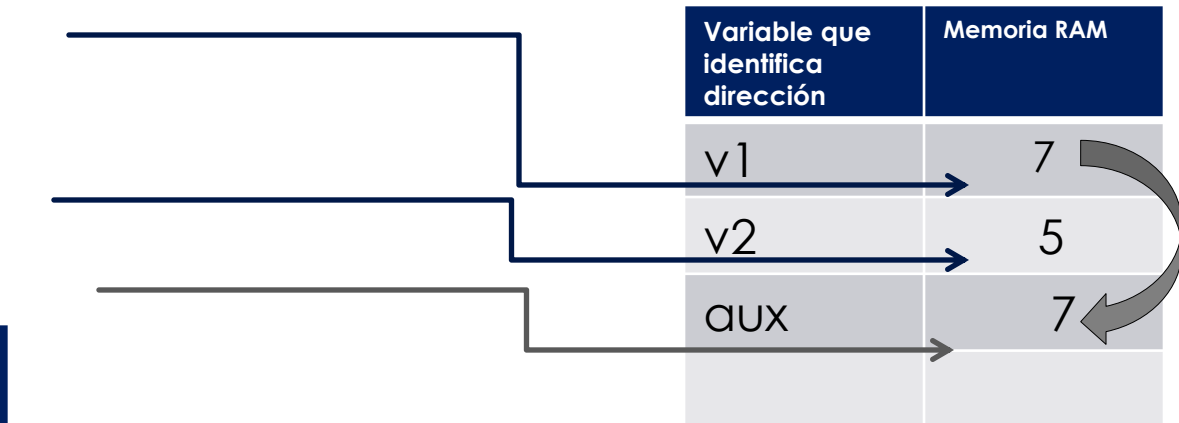 Variable que
identifica
dirección
Memoria RAM
v1
7
v2
5
aux
7